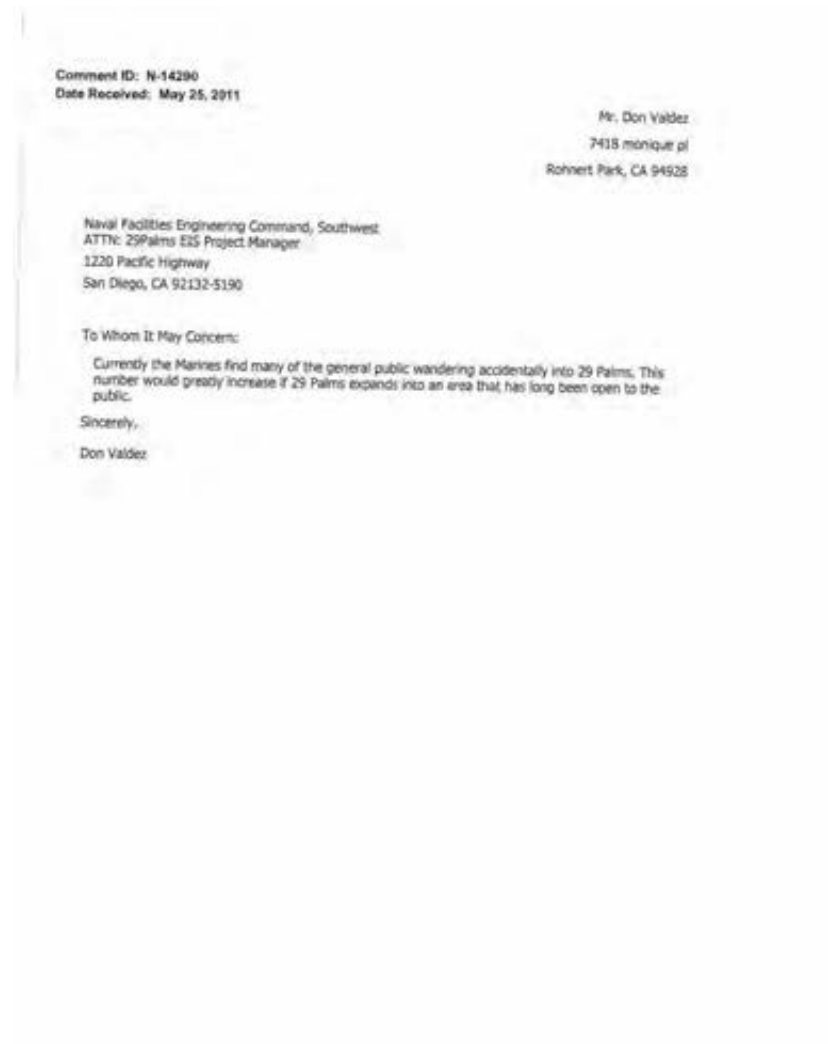 Comment ID: N-14290
Date Received: May 25, 2011
Mr. Don Valdez
7418 monique pl
Rohnert Park, CA 94928
Naval Facilities Engineering Command, Southwest
ATTN: 29Palms EIS Project Manager
1220 Pacific Highway
San Diego, CA 92132-5190
To Whom It May Concern:
Currently the Marines find many of the general public wandering accidentally into 29 Palms. This
number would greatly increase if 29 Palms expands into an area that has long been open to the
public.
Sincerely,
Don Valdez